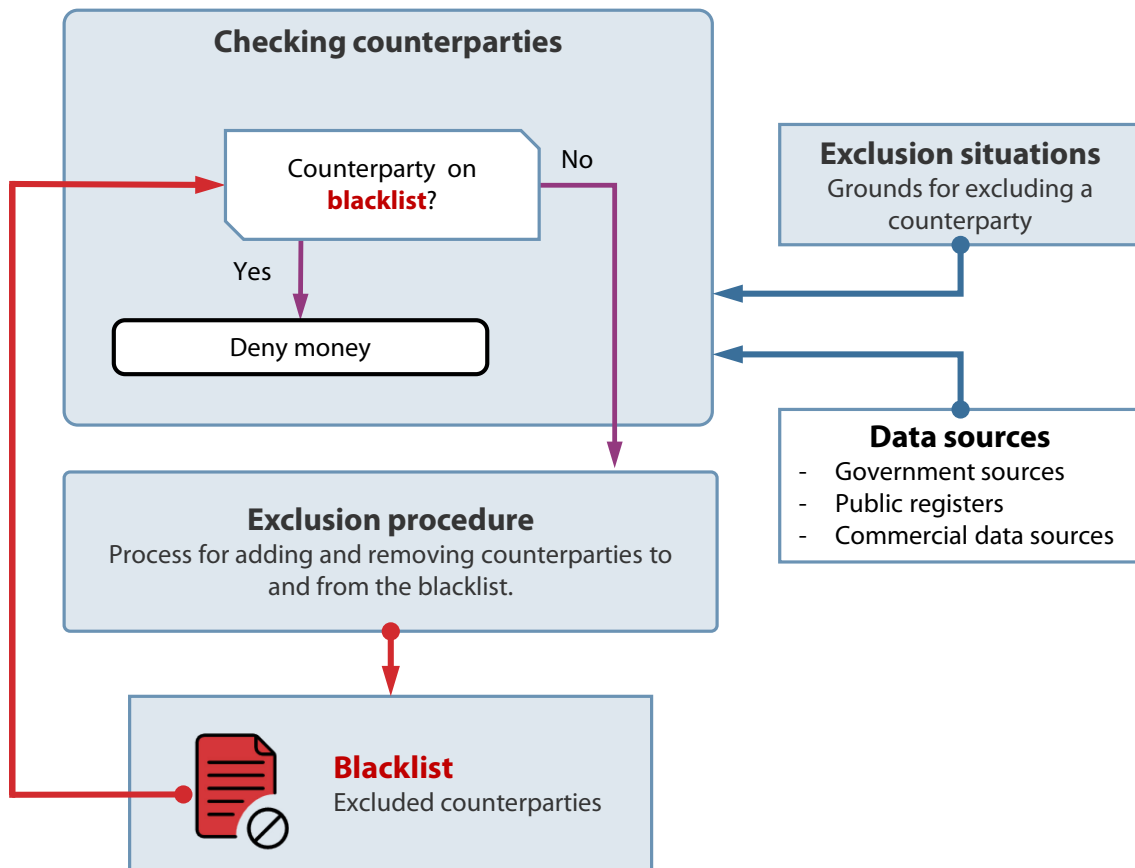 Checking counterparties
Counterparty on
blacklist?
No
Yes
Deny money
Exclusion situations
Grounds for excluding a
counterparty
Data sources
- Government sources
- Public registers
- Commercial data sources
Exclusion procedure
Process for adding and removing counterparties to
and from the blacklist.
Blacklist
Excluded counterparties